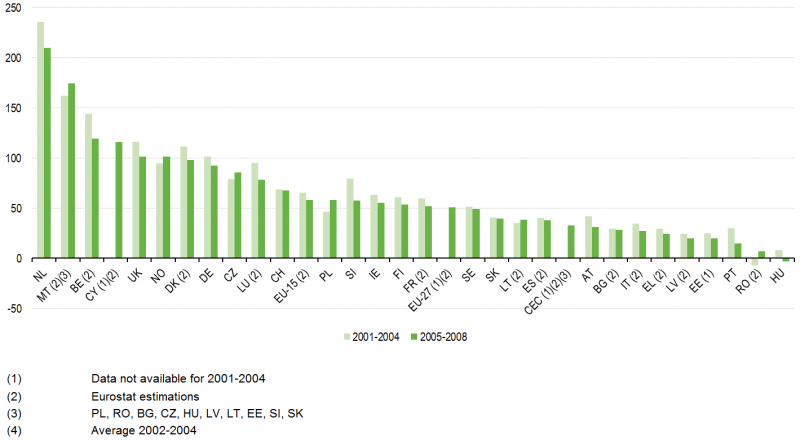 250
200
150
100
50
0
-50
NL
MT (2)(3)
BE (2)
CY (1)(2)
UK
NO
DK (2)
DE
CZ
LU (2)
CH
EU-15 (2)
PL
SI
IE
FI
FR (2)
EU-27 (1)(2)
SE
SK
LT (2)
ES (2)
CEC (1)(2)(3)
AT
BG (2)
IT (2)
EL (2)
LV (2)
EE (1)
PT
RO (2)
HU
2001-2004 2005-2008
(1) Data not available for 2001-2004
(2) Eurostat estimations
(3) PL, RO, BG, CZ, HU, LV, LT, EE, SI, SK
(4) Average 2002-2004